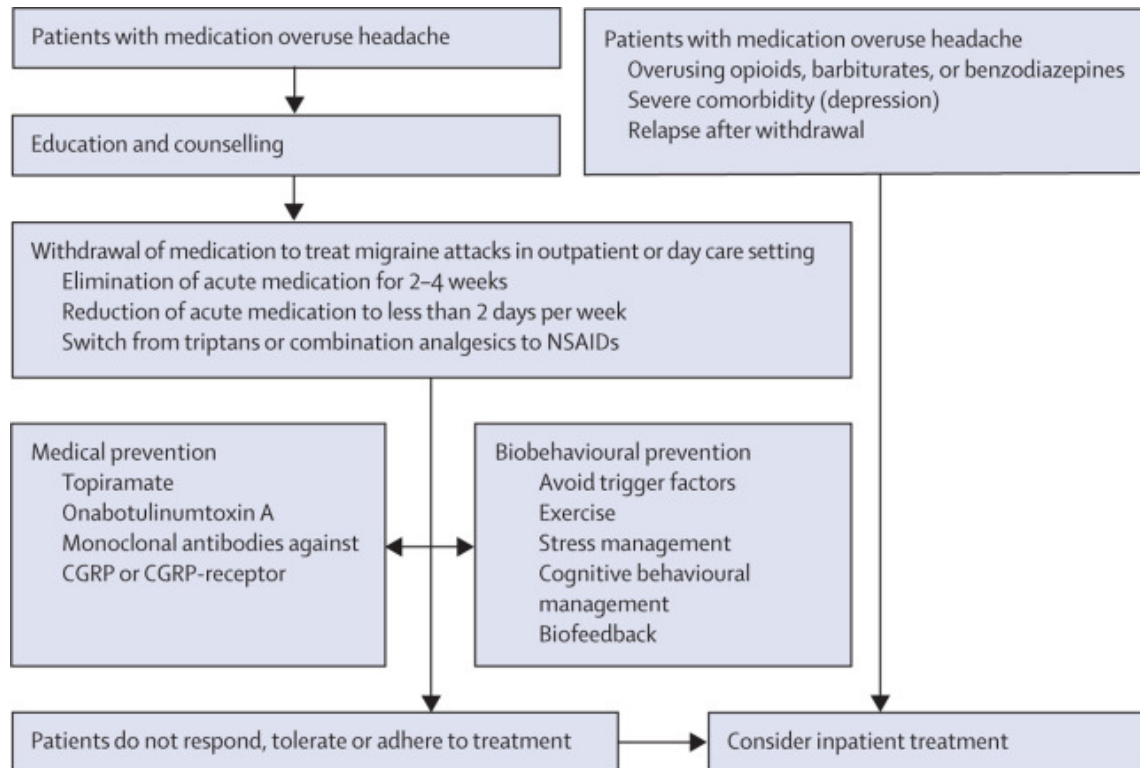 Patients with medication overuse headache
Education and counselling
Withdrawal of medication to treat migraine attacks in outpatient or day care setting
Elimination of acute medication for 2–4 weeks
Reduction of acute medication to less than 2 days per week
Switch from triptans or combination analgesics to NSAIDs
Medical prevention
Topiramate
Onabotulinumtoxin A
Monoclonal antibodies against
CGRP or CGRP-receptor
Biobehavioural prevention
Avoid trigger factors
Exercise
Stress management
Cognitive behavioural
management
Biofeedback
Patients do not respond, tolerate or adhere to treatment
Patients with medication overuse headache
Overusing opioids, barbiturates, or benzodiazepines
Severe comorbidity (depression)
Relapse after withdrawal
Consider inpatient treatment